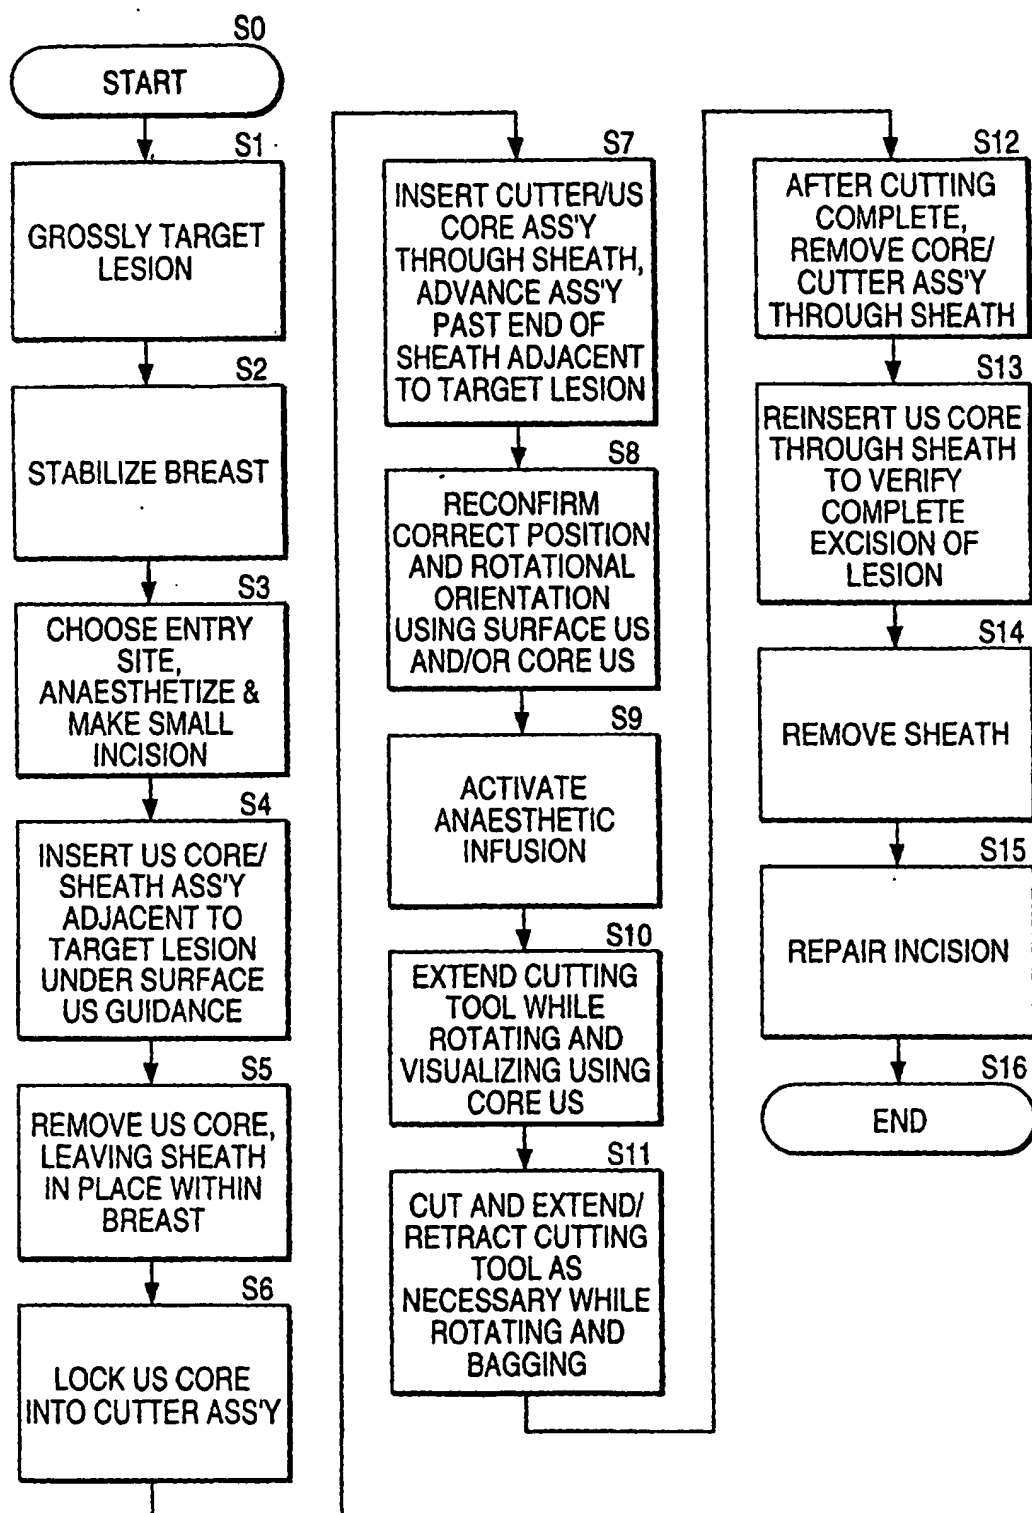 S0
START
S1
GROSSLY TARGET
LESION
S2
STABILIZE BREAST
S3
CHOOSE ENTRY
SITE,
ANAESTHETIZE &
MAKE SMALL
INCISION
S4
INSERT US CORE/
SHEATH ASS'Y
ADJACENT TO
TARGET LESION
UNDER SURFACE
US GUIDANCE
S5
REMOVE US CORE,
LEAVING SHEATH
IN PLACE WITHIN
BREAST
S6
LOCK US CORE
INTO CUTTER ASS'Y
S7
INSERT CUTTER/US
CORE ASS'Y
THROUGH SHEATH,
ADVANCE ASS'Y
PAST END OF
SHEATH ADJACENT
TO TARGET LESION
S8
RECONFIRM
CORRECT POSITION
AND ROTATIONAL
ORIENTATION
USING SURFACE US
AND/OR CORE US
S9
ACTIVATE
ANAESTHETIC
INFUSION
S10
EXTEND CUTTING
TOOL WHILE
ROTATING AND
VISUALIZING USING
CORE US
S11
CUT AND EXTEND/
RETRACT CUTTING
TOOL AS
NECESSARY WHILE
ROTATING AND
BAGGING
S12
AFTER CUTTING
COMPLETE,
REMOVE CORE/
CUTTER ASS'Y
THROUGH SHEATH
S13
REINSERT US CORE
THROUGH SHEATH
TO VERIFY
COMPLETE
EXCISION OF
LESION
S14
REMOVE SHEATH
S15
REPAIR INCISION
S16
END